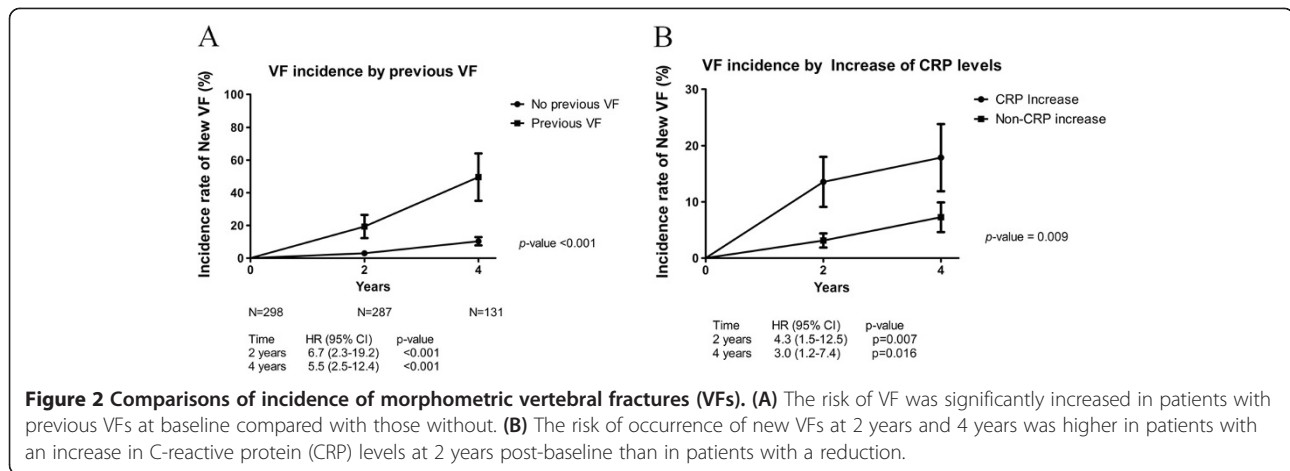 A
VF incidence by previous VF
Incidence rate of New VF (%)
100
80
60
40
20
0
0
2
4
Years
No previous VF
Previous VF
p-value <0.001
N=298 N=287 N=131
Time HR (95% CI) p-value
2 years 6.7 (2.3-19.2) <0.001
4 years 5.5 (2.5-12.4) <0.001
B
VF incidence by Increase of CRP levels
Incidence rate of New VF (%)
30
20
10
0
0
2
4
Years
CRP Increase
Non-CRP increase
p-value = 0.009
Time HR (95% CI) p-value
2 years 4.3 (1.5-12.5) p=0.007
4 years 3.0 (1.2-7.4) p=0.016
Figure 2 Comparisons of incidence of morphometric vertebral fractures (VFs). (A) The risk of VF was significantly increased in patients with
previous VFs at baseline compared with those without. (B) The risk of occurrence of new VFs at 2 years and 4 years was higher in patients with
an increase in C-reactive protein (CRP) levels at 2 years post-baseline than in patients with a reduction.